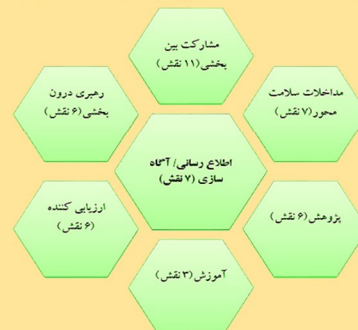 مشارکت بین
بخشی(۱۱ نقش)
مداخلات سلامت
محور(۷ نقش)
رهبری درون
بخشی(۶ نقش)
اطلاع رسانی/ آگاه
سازی (۷ نقش)
پژوهش(۶ نقش)
ارزیابی کننده
(۶ نقش)
آموزش(۳ نقش)